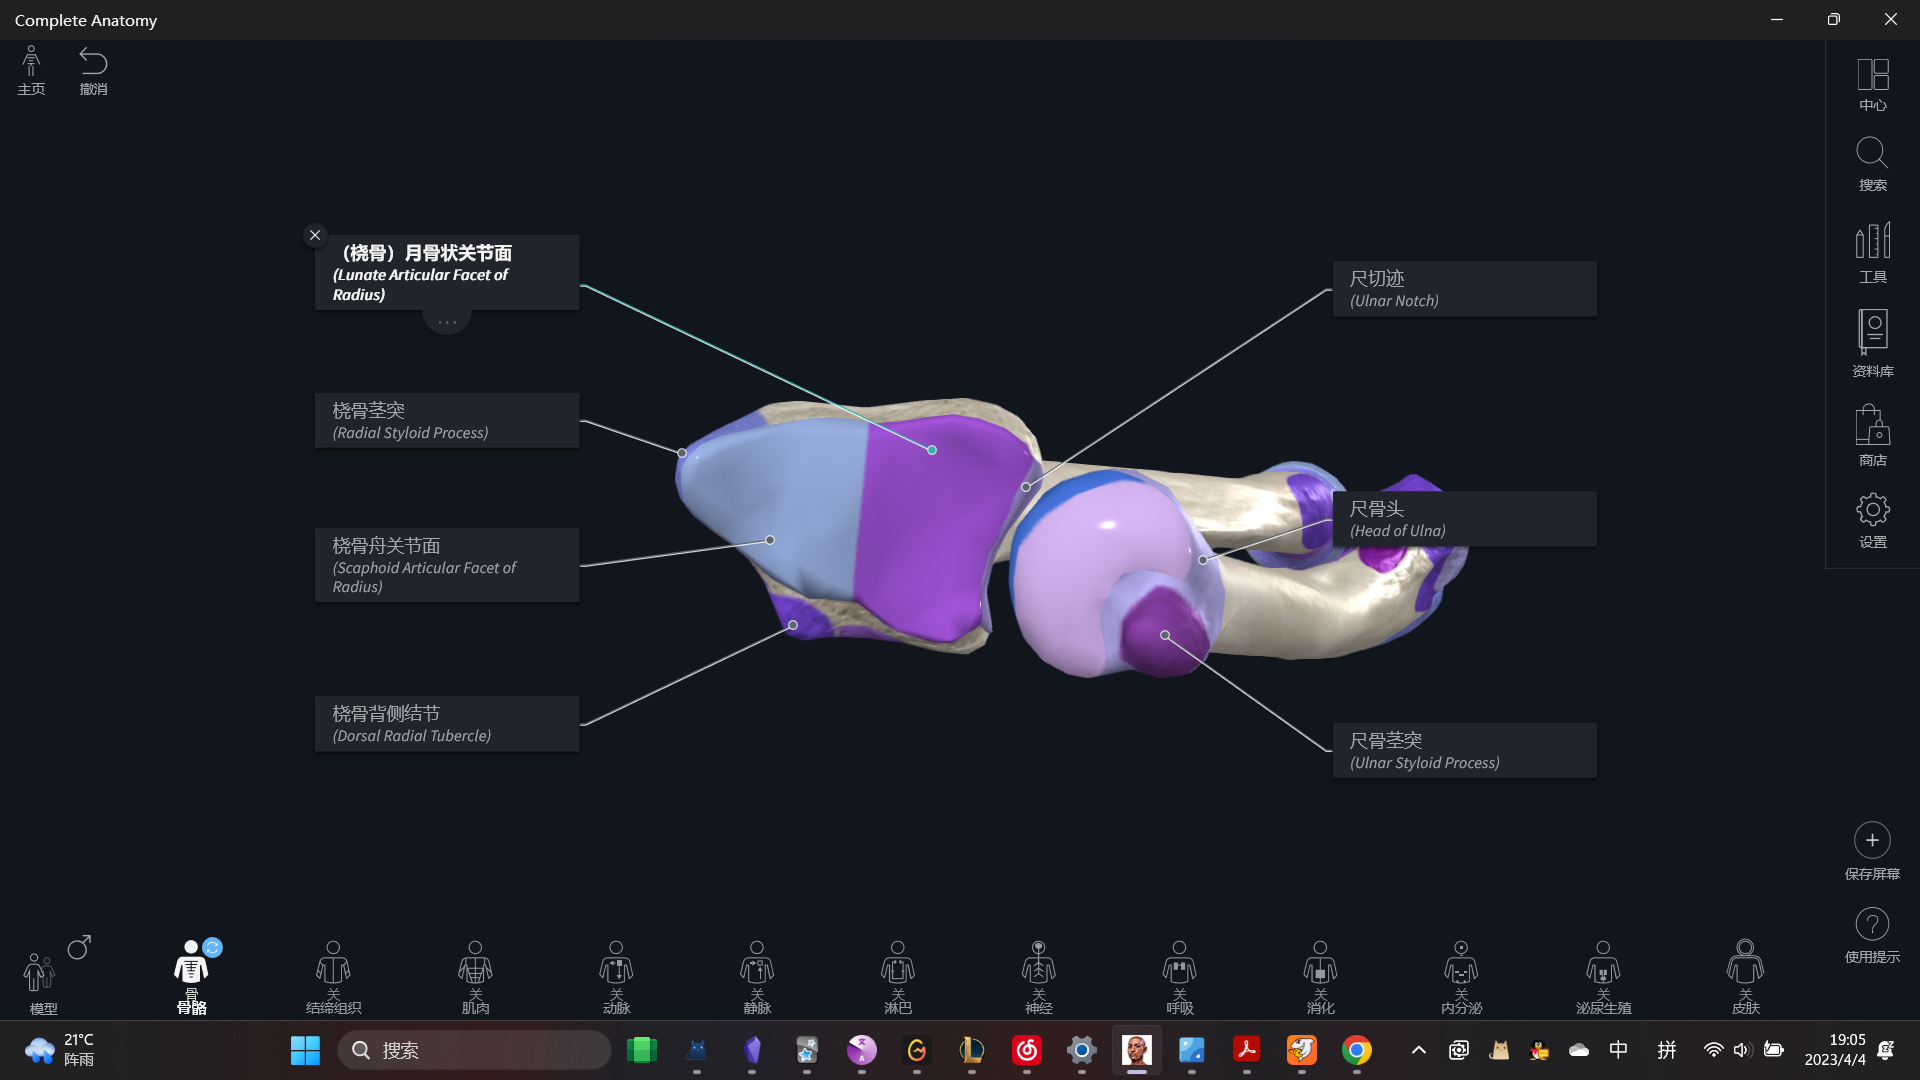 Complete Anatomy
主页
撤消
中心
搜索
工具
资料库
商店
设置
（桡骨）月骨状关节面
(Lunate Articular Facet of
Radius)
...
桡骨茎突
(Radial Styloid Process)
桡骨舟关节面
(Scaphoid Articular Facet of
Radius)
桡骨背侧结节
(Dorsal Radial Tubercle)
尺切迹
(Ulnar Notch)
尺骨头
(Head of Ulna)
尺骨茎突
(Ulnar Styloid Process)
保存屏幕
使用提示
模型
骨
骨骼
关
结缔组织
关
肌肉
关
动脉
关
静脉
关
淋巴
关
神经
关
呼吸
关
消化
关
内分泌
关
泌尿生殖
关
皮肤
21°C
阵雨
搜索
中
拼
19:05
2023/4/4